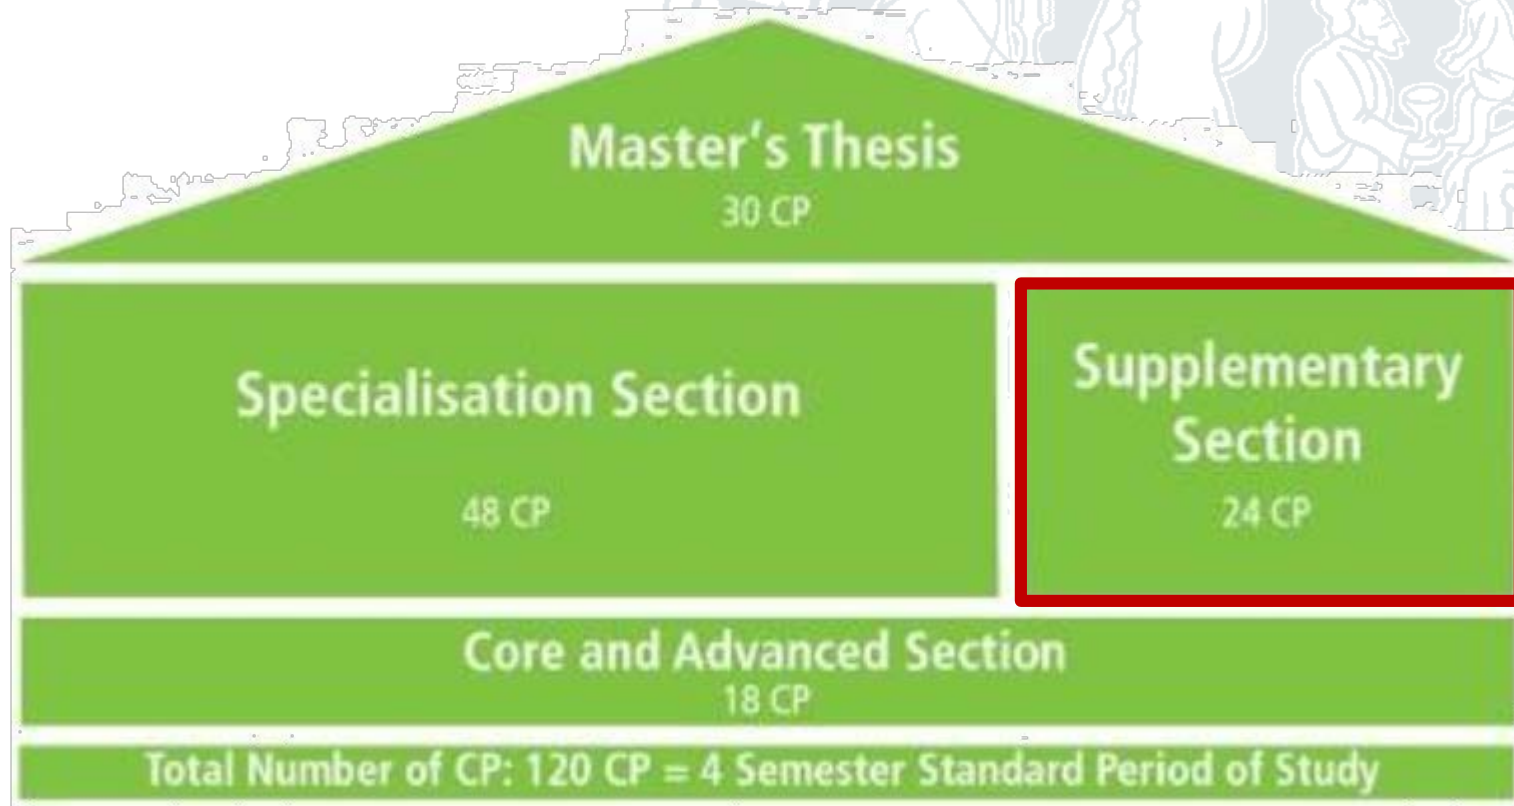 Master's Thesis
30 CP
Specialisation Section
48 CP
Supplementary
Section
24 CP
Core and Advanced Section
18 CP
Total Number of CP: 120 CP = 4 Semester Standard Period of Study